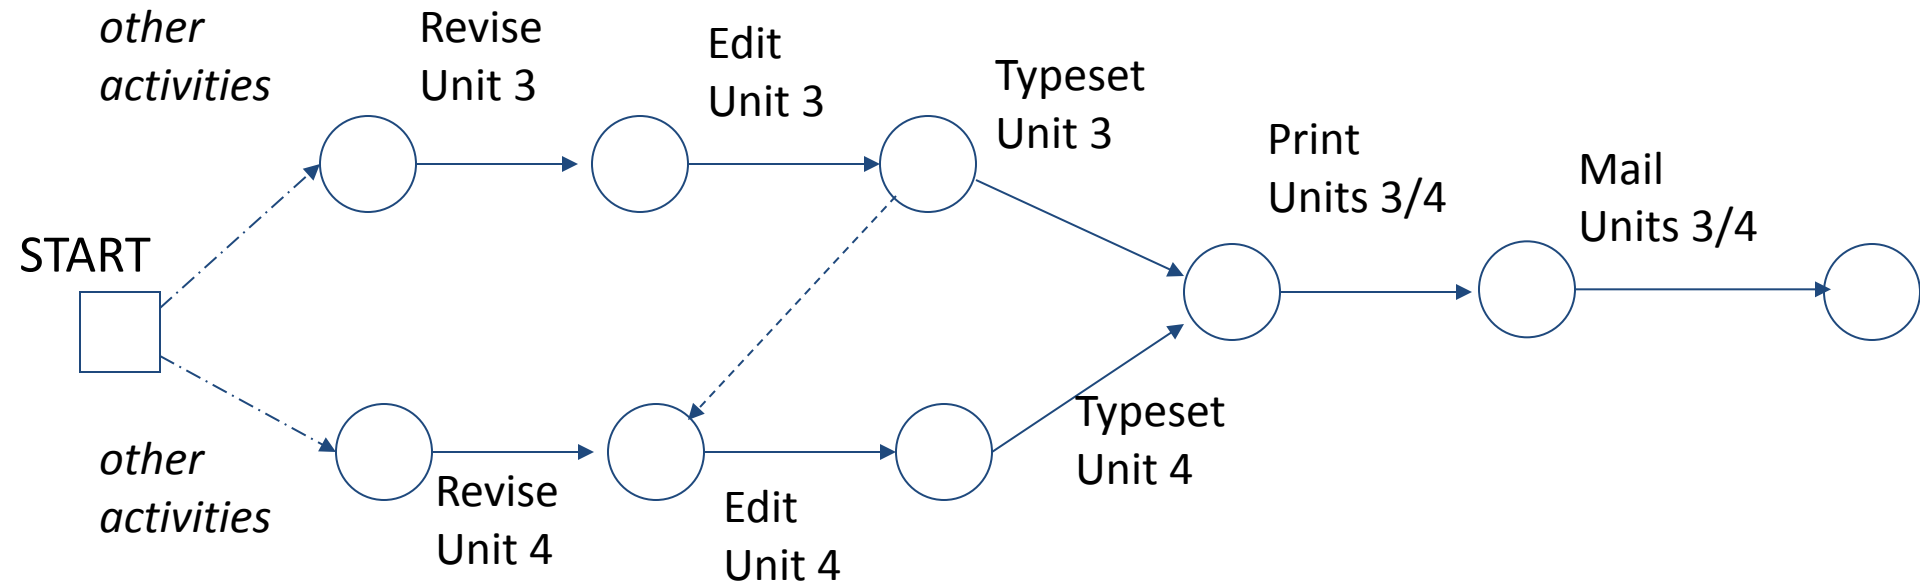 other
activities
Revise
Unit 3
Edit
Unit 3
Typeset
Unit 3
Print
Units 3/4
Mail
Units 3/4
START
other
activities
Revise
Unit 4
Edit
Unit 4
Typeset
Unit 4